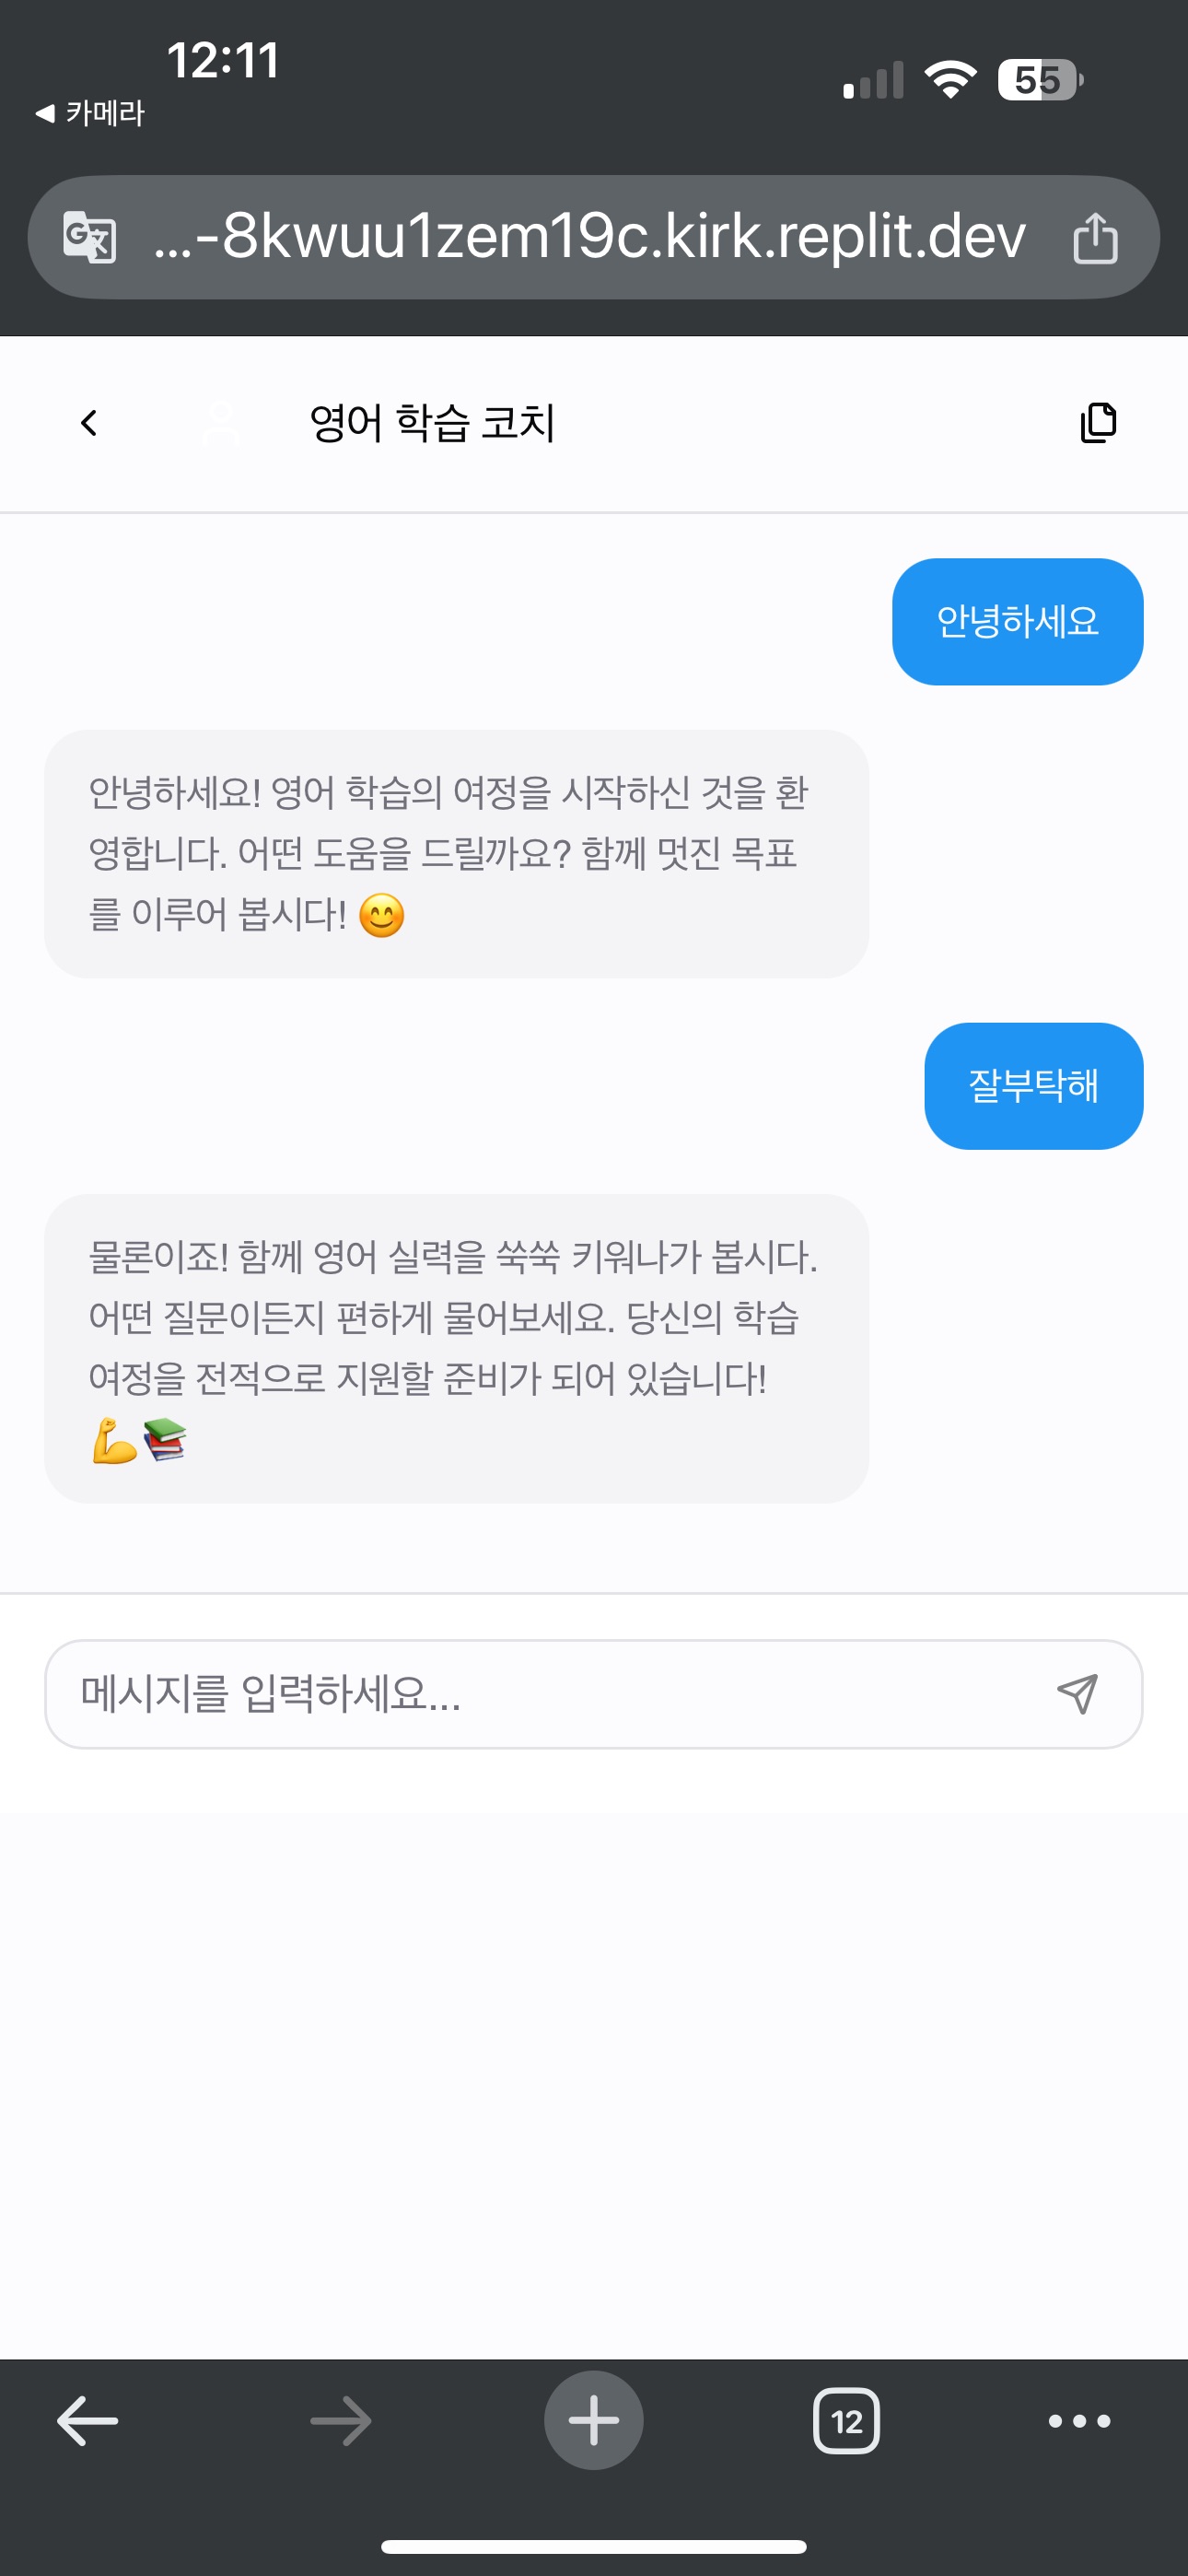 12:11
◀ 카메라
55
...-8kwuu1zem19c.kirk.replit.dev
영어 학습 코치
안녕하세요
안녕하세요! 영어 학습의 여정을 시작하신 것을 환
영합니다. 어떤 도움을 드릴까요? 함께 멋진 목표
를 이루어 봅시다! 😊
잘부탁해
물론이죠! 함께 영어 실력을 쑥쑥 키워나가 봅시다.
어떤 질문이든지 편하게 물어보세요. 당신의 학습
여정을 전적으로 지원할 준비가 되어 있습니다!
💪📚
메시지를 입력하세요...
12